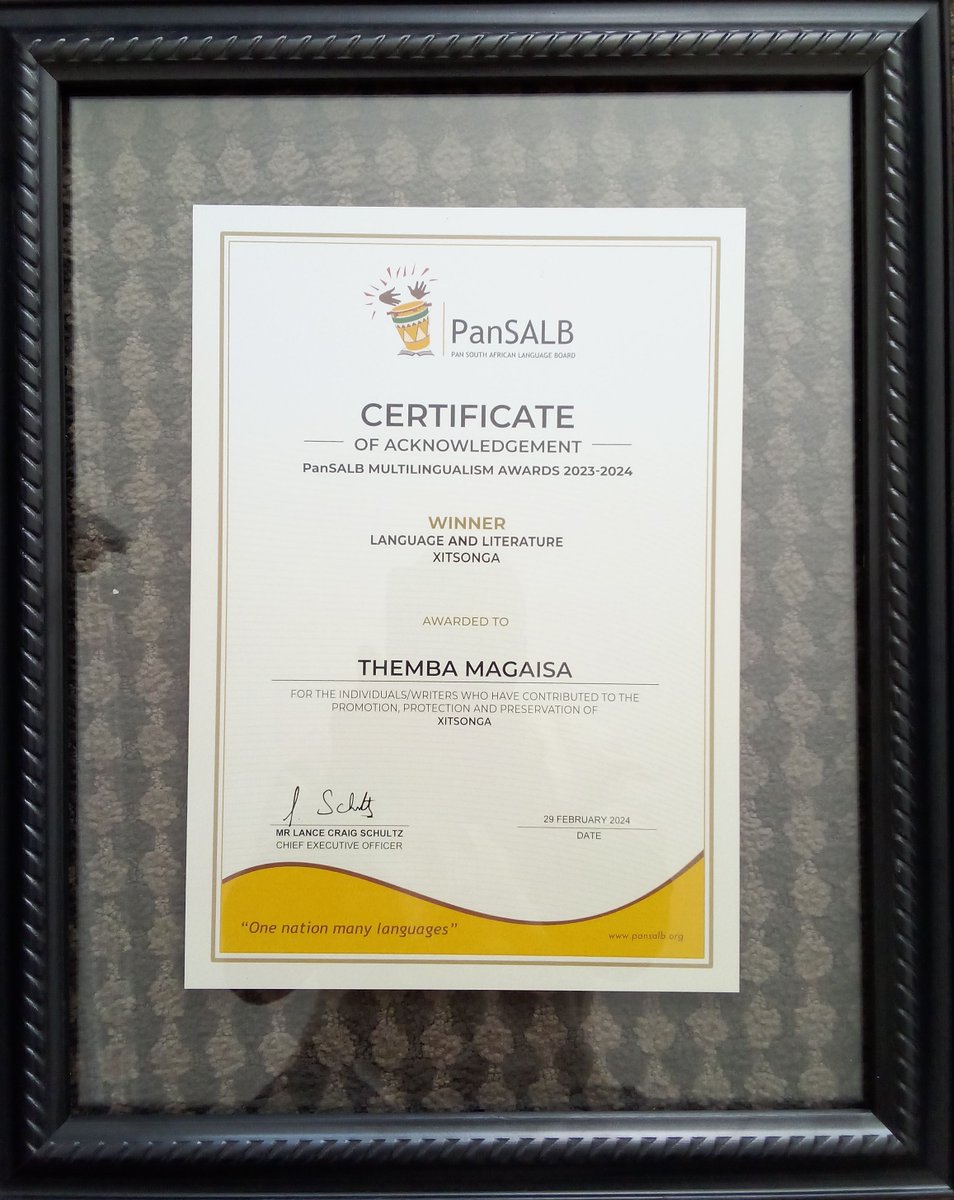 PanSALB
PAN SOUTH AFRICAN LANGUAGE BOARD
CERTIFICATE
OF ACKNOWLEDGEMENT
PanSALB MULTILINGUALISM AWARDS 2023-2024
WINNER
LANGUAGE AND LITERATURE
XITSONGA
AWARDED TO
THEMBA MAGAISA
FOR THE INDIVIDUALS/WRITERS WHO HAVE CONTRIBUTED TO THE
PROMOTION, PROTECTION AND PRESERVATION OF
XITSONGA
Schultz
MR LANCE CRAIG SCHULTZ
CHIEF EXECUTIVE OFFICER
29 FEBRUARY 2024
DATE
“One nation many languages”
www.pansalb.org